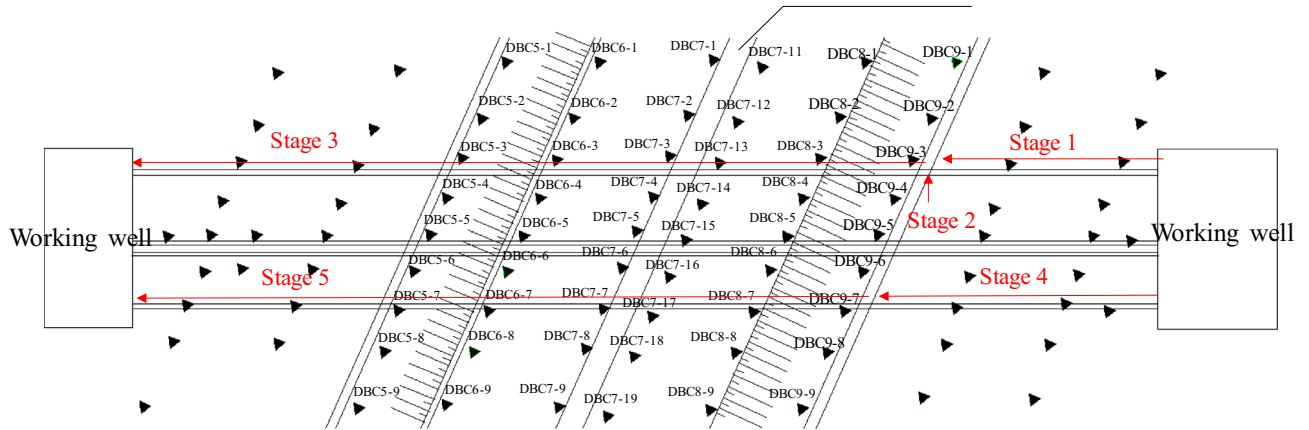 DBC5-1 DBC6-1 DBC7-1 DBC7-11 DBC8-1 DBC9-1
DBC5-2 DBC6-2 DBC7-2 DBC7-12 DBC8-2 DBC9-2
Stage 3 DBC5-3 DBC6-3 DBC7-3 DBC7-13 DBC8-3 DBC9-3 Stage 1
DBC5-4 DBC6-4 DBC7-4 DBC7-14 DBC8-4 DBC9-4
Stage 2
Working well DBC5-5 DBC6-5 DBC7-5 DBC7-15 DBC8-5 DBC9-5 Working well
DBC5-6 DBC6-6 DBC7-6 DBC7-16 DBC8-6 DBC9-6
Stage 5 DBC5-7 DBC6-7 DBC7-7 DBC7-17 DBC8-7 DBC9-7 Stage 4
DBC5-8 DBC6-8 DBC7-8 DBC7-18 DBC8-8 DBC9-8
DBC5-9 DBC6-9 DBC7-9 DBC7-19 DBC8-9 DBC9-9